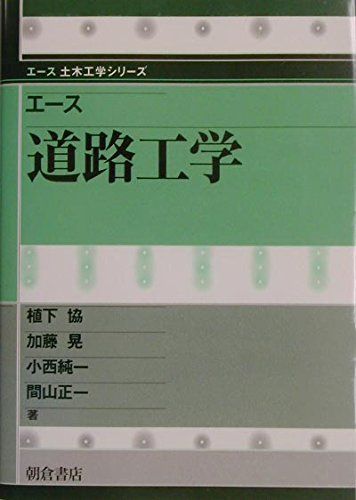 エース 土木工学シリーズ
エース
道路工学
植下 協
加藤 晃
小西純一
間山正一
著
朝倉書店